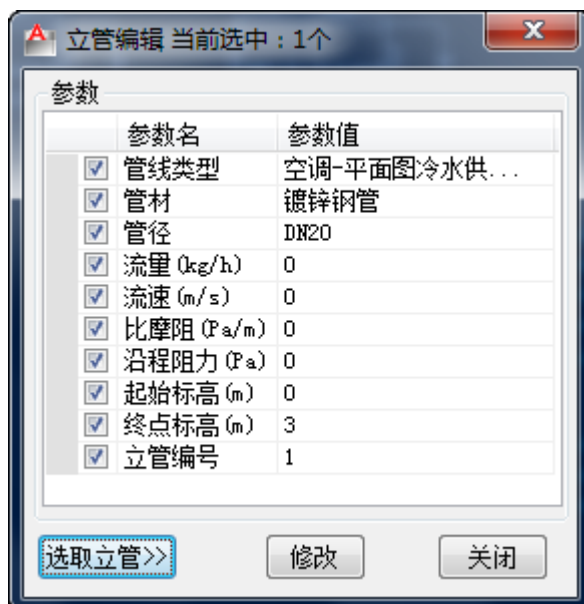 立管编辑 当前选中：1个
参数
参数名 参数值
管线类型 空调-平面图冷水供...
管材 镀锌钢管
管径 DN20
流量(kg/h) 0
流速(m/s) 0
比摩阻(Pa/m) 0
沿程阻力(Pa) 0
起始标高(m) 0
终点标高(m) 3
立管编号 1
选取立管>> 修改 关闭